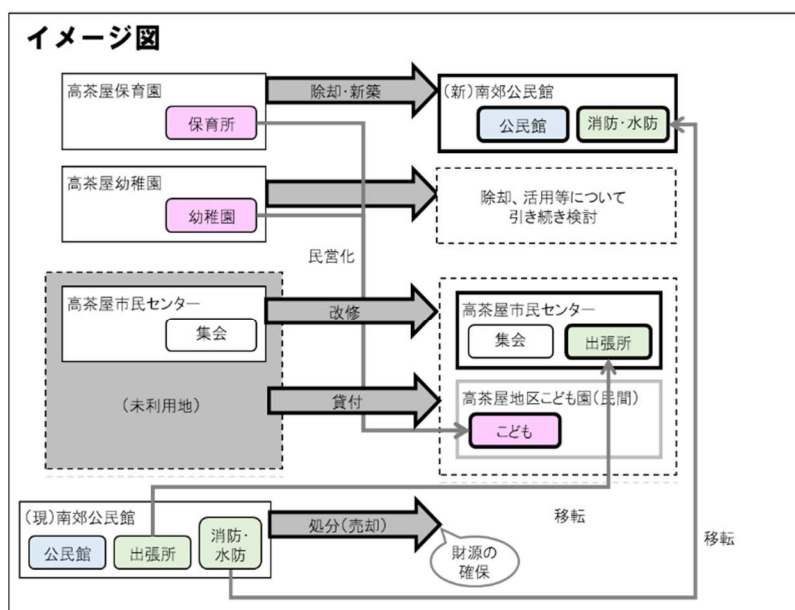 イメージ図
高茶屋保育園
保育所
除却・新築
(新)南郊公民館
公民館
消防・水防
高茶屋幼稚園
幼稚園
除却、活用等について
引き続き検討
民営化
高茶屋市民センター
集会
(未利用地)
改修
高茶屋市民センター
集会
出張所
貸付
高茶屋地区こども園(民間)
こども
(現)南郊公民館
公民館
出張所
消防・
水防
処分(売却)
財源の
確保
移転
移転